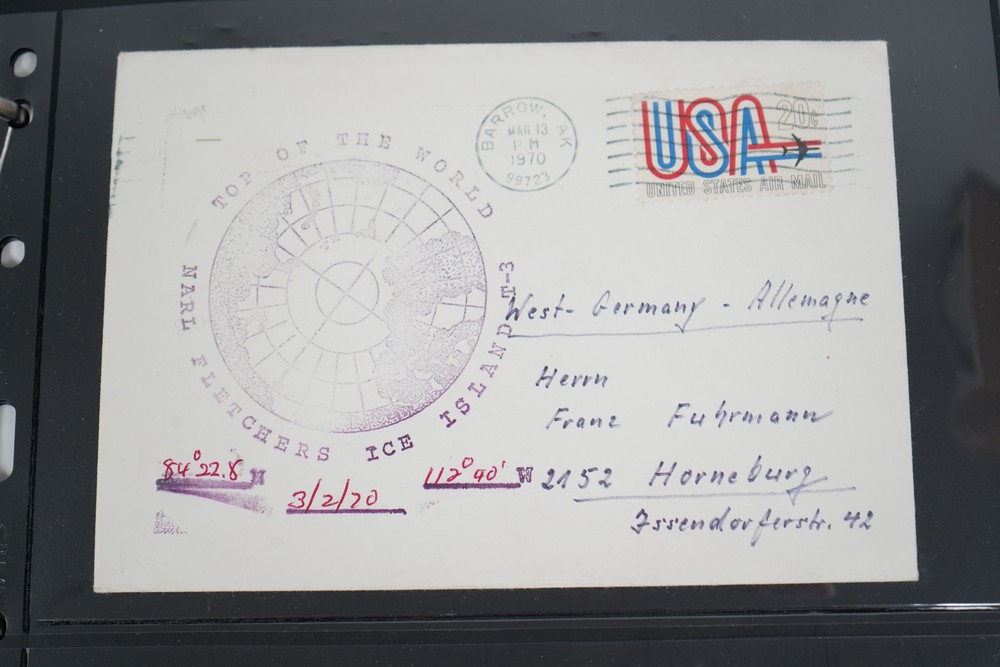 TOP OF THE WORLD
NARL FLETCHERS ICE ISLAND T-3
84°22.8 N
3/2/70
112°40' W
BARROW, AK
MAR 13
PM
1970
99723
USA 20c
UNITED STATES AIR MAIL
West-Germany - Allemagne
Herrn
Franz Fuhrmann
2152 Horneburg
Issendorferstr. 42